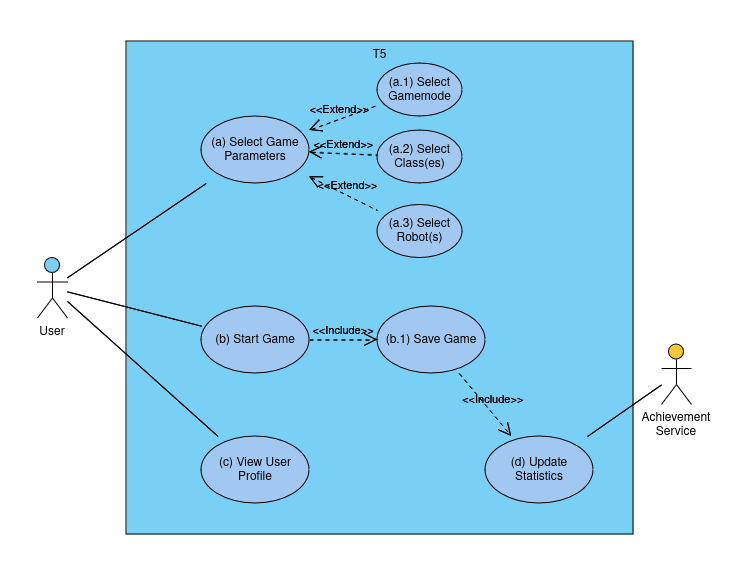 T5
(a.1) Select
Gamemode
<<Extend>>
(a) Select Game
Parameters
<<Extend>>
(a.2) Select
Class(es)
<<Extend>>
(a.3) Select
Robot(s)
User
(b) Start Game
<<Include>>
(b.1) Save Game
<<Include>>
Achievement
Service
(c) View User
Profile
(d) Update
Statistics